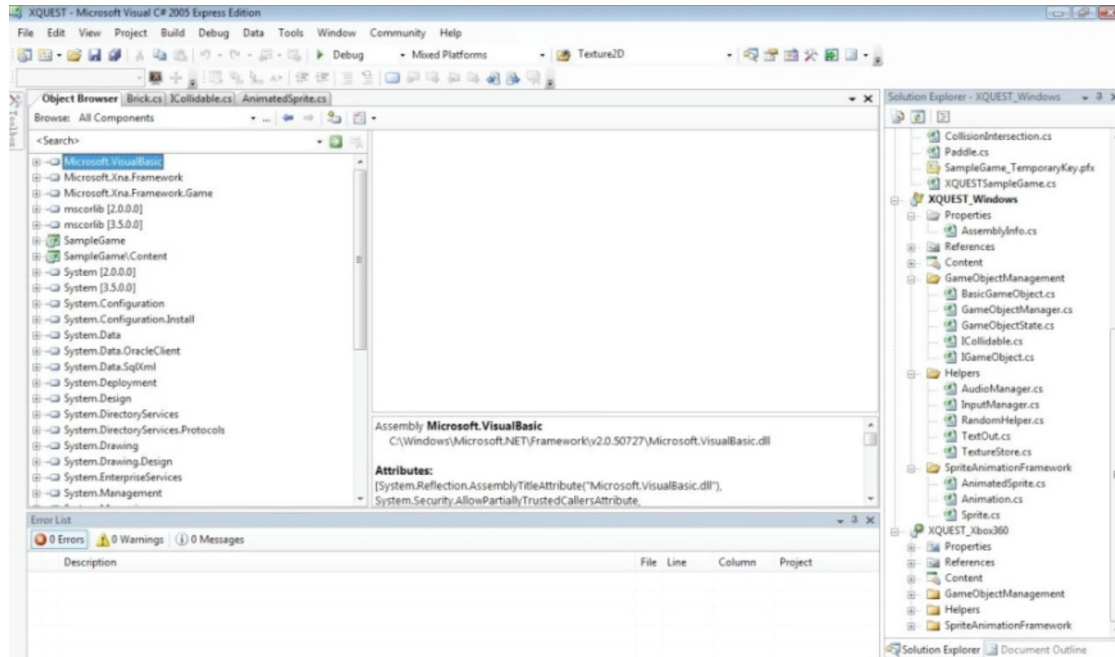 XQUEST - Microsoft Visual C# 2005 Express Edition
File Edit View Project Build Debug Data Tools Window Community Help
Debug Mixed Platforms Texture2D
Object Browser Brick.cs ICollidable.cs AnimatedSprite.cs
Browse: All Components ...
<Search>
Microsoft.VisualBasic
Microsoft.Xna.Framework
Microsoft.Xna.Framework.Game
mscorlib [2.0.0.0]
mscorlib [3.5.0.0]
SampleGame
SampleGame\Content
System [2.0.0.0]
System [3.5.0.0]
System.Configuration
System.Configuration.Install
System.Data
System.Data.OracleClient
System.Data.SqlXml
System.Deployment
System.Design
System.DirectoryServices
System.DirectoryServices.Protocols
System.Drawing
System.Drawing.Design
System.EnterpriseServices
System.Management
Assembly Microsoft.VisualBasic
C:\Windows\Microsoft.NET\Framework\v2.0.50727\Microsoft.VisualBasic.dll
Attributes:
[System.Reflection.AssemblyTitleAttribute("Microsoft.VisualBasic.dll"),
System.Security.AllowPartiallyTrustedCallersAttribute,
Error List
0 Errors 0 Warnings 0 Messages
Description File Line Column Project
Toolbox
Solution Explorer - XQUEST_Windows
CollisionIntersection.cs
Paddle.cs
SampleGame_TemporaryKey.pfx
XQUESTSampleGame.cs
XQUEST_Windows
Properties
AssemblyInfo.cs
References
Content
GameObjectManagement
BasicGameObject.cs
GameObjectManager.cs
GameObjectState.cs
ICollidable.cs
IGameObject.cs
Helpers
AudioManager.cs
InputManager.cs
RandomHelper.cs
TextOut.cs
TextureStore.cs
SpriteAnimationFramework
AnimatedSprite.cs
Animation.cs
Sprite.cs
XQUEST_Xbox360
Properties
References
Content
GameObjectManagement
Helpers
SpriteAnimationFramework
Solution Explorer Document Outline